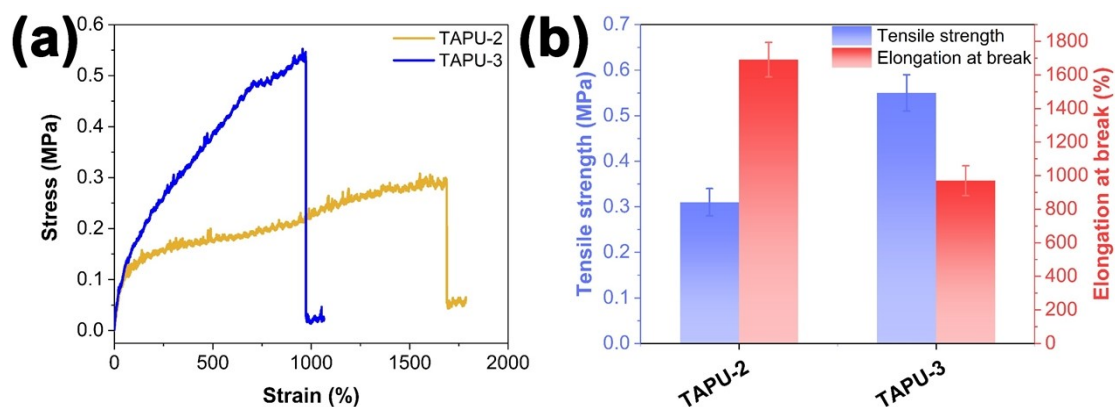 (a)
TAPU-2
TAPU-3
Stress (MPa)
0.6
0.5
0.4
0.3
0.2
0.1
0.0
0
500
1000
1500
2000
Strain (%)
(b)
Tensile strength
Elongation at break
Tensile strength (MPa)
0.7
0.6
0.5
0.4
0.3
0.2
0.1
0.0
TAPU-2
TAPU-3
1800
1600
1400
1200
1000
800
600
400
200
0
Elongation at break (%)